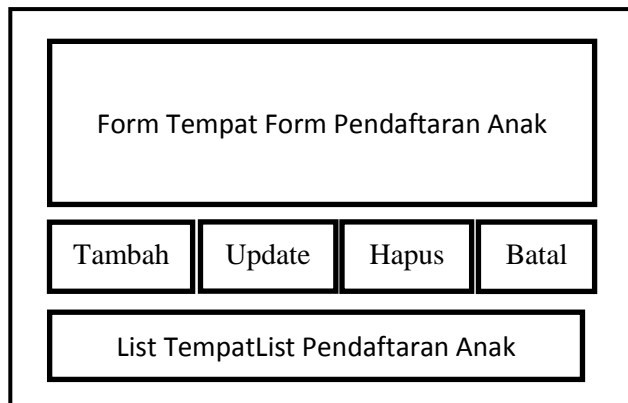 Form Tempat Form Pendaftaran Anak
Tambah Update Hapus Batal
List TempatList Pendaftaran Anak